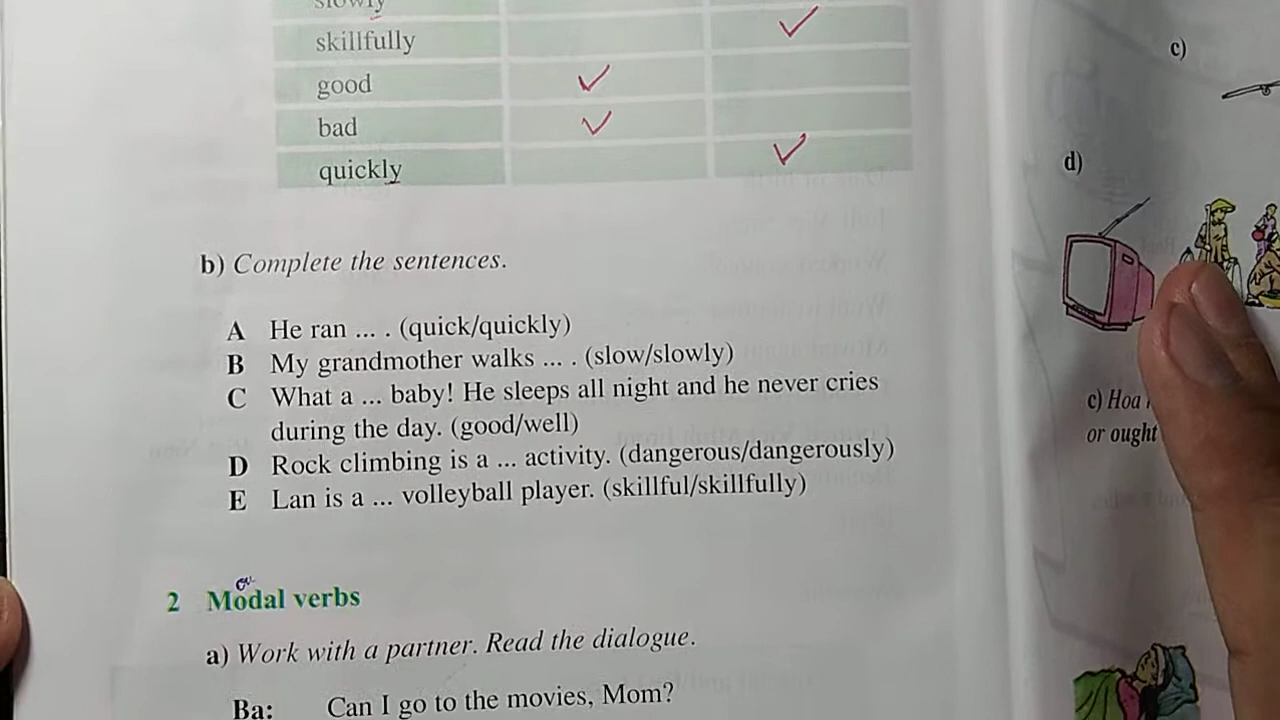 slowly
skillfully
good
bad
quickly
b) Complete the sentences.
A He ran ... . (quick/quickly)
B My grandmother walks ... . (slow/slowly)
C What a ... baby! He sleeps all night and he never cries
during the day. (good/well)
D Rock climbing is a ... activity. (dangerous/dangerously)
E Lan is a ... volleyball player. (skillful/skillfully)
2 Modal verbs
a) Work with a partner. Read the dialogue.
Ba: Can I go to the movies, Mom?
c)
d)
c) Hoa
or ought